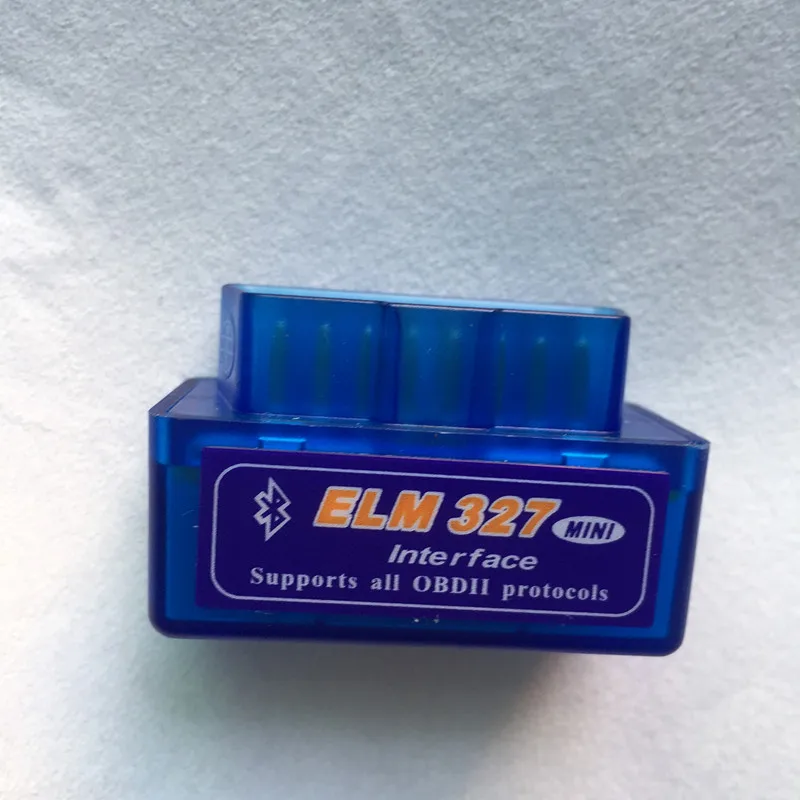 ELM 327 MINI
Interface
Supports all OBDII protocols